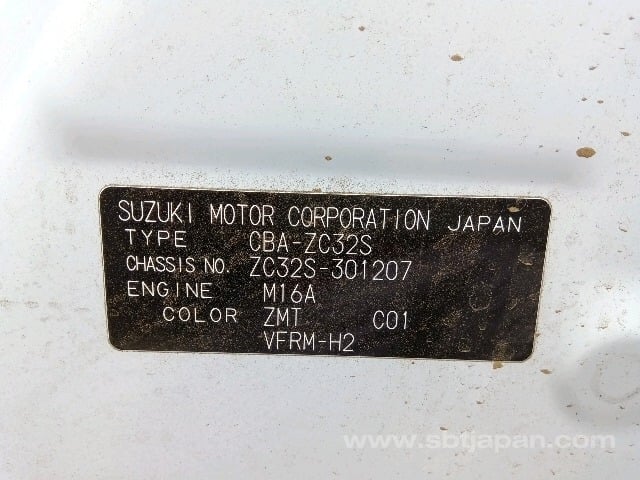 SUZUKI MOTOR CORPORATION JAPAN
TYPE CBA-ZC32S
CHASSIS NO. ZC32S-301207
ENGINE M16A
COLOR ZMT C01
VFRM-H2
www.sbtjapan.com